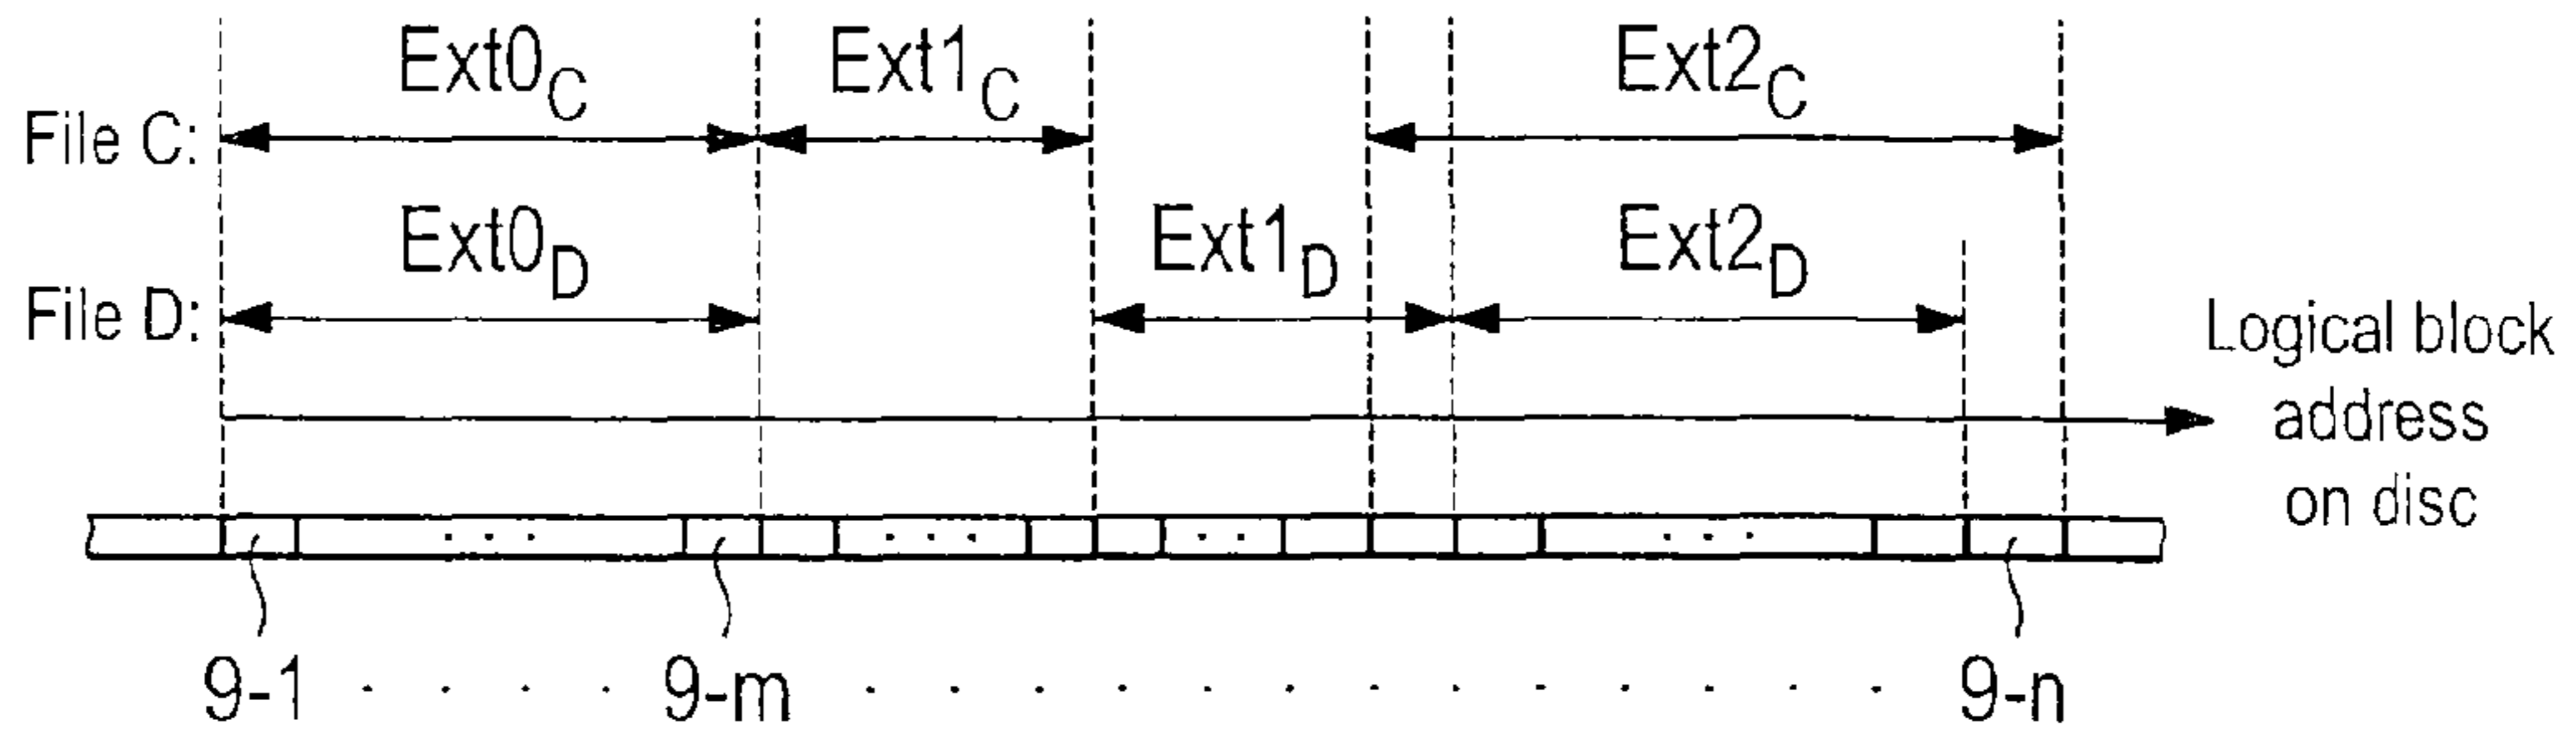 Ext0C Ext1C Ext2C
File C:
Ext0D Ext1D Ext2D
File D:
Logical block
address
on disc
9-1 . . . . 9-m . . . . . . . . . . . . . 9-n